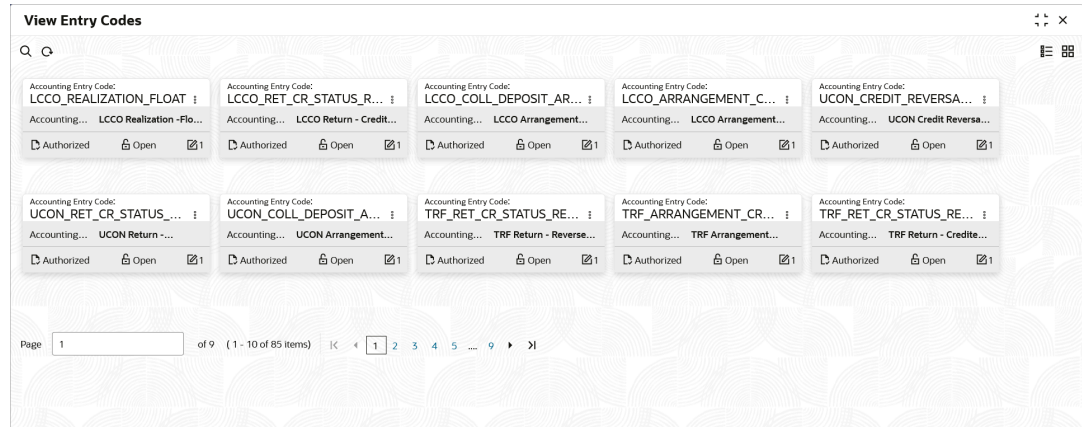 View Entry Codes
Accounting Entry Code: Accounting Entry Code: Accounting Entry Code: Accounting Entry Code: Accounting Entry Code:
LCCO_REALIZATION_FLOAT LCCO_RET_CR_STATUS_R... LCCO_COLL_DEPOSIT_AR... LCCO_ARRANGEMENT_C... UCON_CREDIT_REVERSA...
Accounting... LCCO Realization -Flo... Accounting... LCCO Return - Credit... Accounting... LCCO Arrangement... Accounting... LCCO Arrangement... Accounting... UCON Credit Reversa...
Authorized Open 1 Authorized Open 1 Authorized Open 1 Authorized Open 1 Authorized Open 1
Accounting Entry Code: Accounting Entry Code: Accounting Entry Code: Accounting Entry Code: Accounting Entry Code:
UCON_RET_CR_STATUS_... UCON_COLL_DEPOSIT_A... TRF_RET_CR_STATUS_RE... TRF_ARRANGEMENT_CR... TRF_RET_CR_STATUS_RE...
Accounting... UCON Return -... Accounting... UCON Arrangement... Accounting... TRF Return - Reverse... Accounting... TRF Arrangement... Accounting... TRF Return - Credite...
Authorized Open 1 Authorized Open 1 Authorized Open 1 Authorized Open 1 Authorized Open 1
Page 1 of 9 ( 1 - 10 of 85 items) 1 2 3 4 5 .... 9